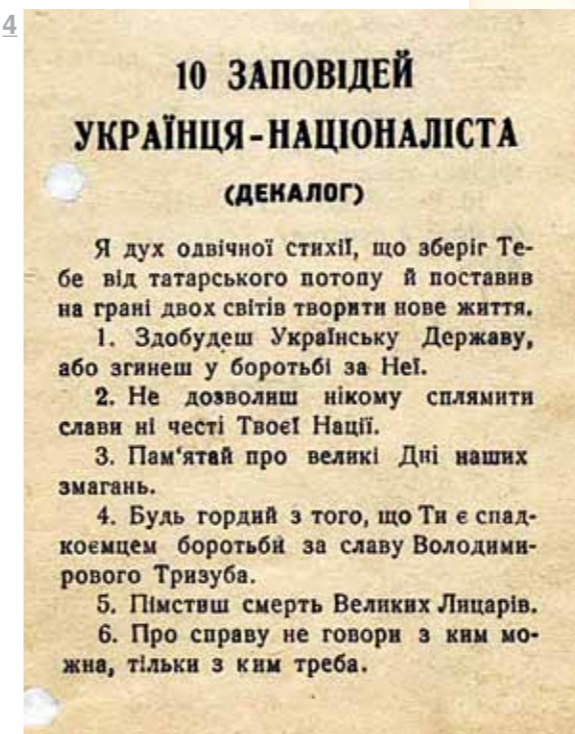 4
10 ЗАПОВІДЕЙ
УКРАЇНЦЯ-НАЦІОНАЛІСТА
(ДЕКАЛОГ)
Я дух одвічної стихії, що зберіг Те-
бе від татарського потопу й поставив
на грані двох світів творити нове життя.
1. Здобудеш Українську Державу,
або згинеш у боротьбі за Неї.
2. Не дозволиш нікому сплямити
слави ні честі Твоєї Нації.
3. Пам‘ятай про великі Дні наших
змагань.
4. Будь гордий з того, що Ти є спад-
коємцем боротьби за славу Володими-
рового Тризуба.
5. Пімстиш смерть Великих Лицарів.
6. Про справу не говори з ким мо-
жна, тільки з ким треба.